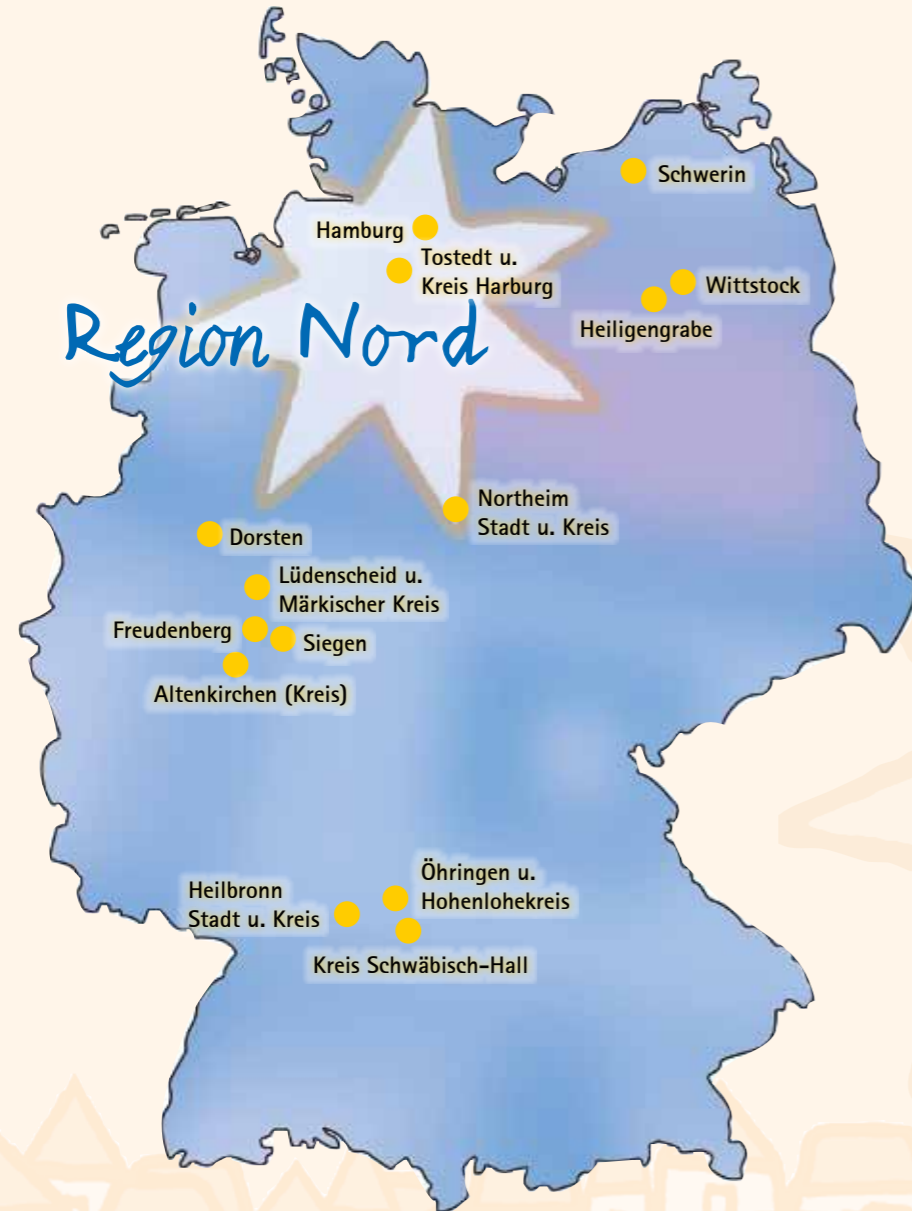 Schwerin
Hamburg
Tostedt u.
Kreis Harburg
Wittstock
Heiligengrabe
Region Nord
Northeim
Stadt u. Kreis
Dorsten
Lüdenscheid u.
Märkischer Kreis
Freudenberg
Siegen
Altenkirchen (Kreis)
Öhringen u.
Hohenlohekreis
Heilbronn
Stadt u. Kreis
Kreis Schwäbisch-Hall